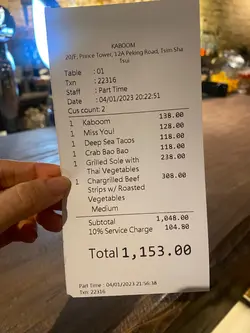 KABOOM
20/F, Prince Tower, 12A Peking Road, Tsim Sha
Tsui
Table : 01
Txn : 22316
Staff : Part Time
Date : 04/01/2023 20:22:51
Cus count: 2
1 Kaboom 138.00
1 Miss You! 128.00
1 Deep Sea Tacos 118.00
1 Crab Bao Bao 118.00
1 Grilled Sole with 238.00
Thai Vegetables
1 Chargrilled Beef 308.00
Strips w/ Roasted
Vegetables
Medium
Subtotal 1,048.00
10% Service Charge 104.80
Total 1,153.00
Part Time : 04/01/2023 21:56:38
Txn: 22316